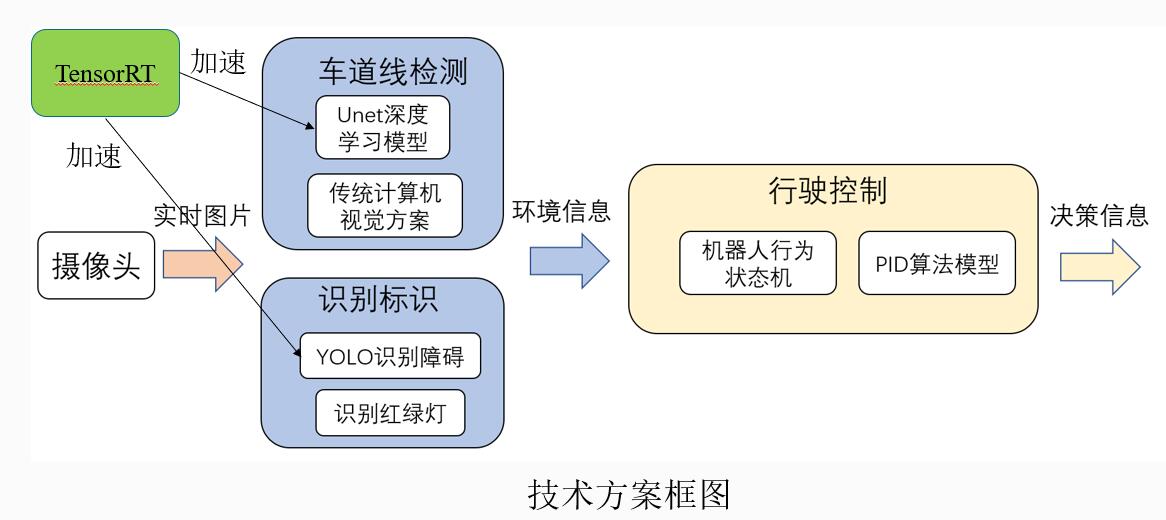 TensorRT
加速
加速
摄像头
实时图片
车道线检测
Unet深度
学习模型
传统计算机
视觉方案
识别标识
YOLO识别障碍
识别红绿灯
环境信息
行驶控制
机器人行为
状态机
PID算法模型
决策信息
技术方案框图